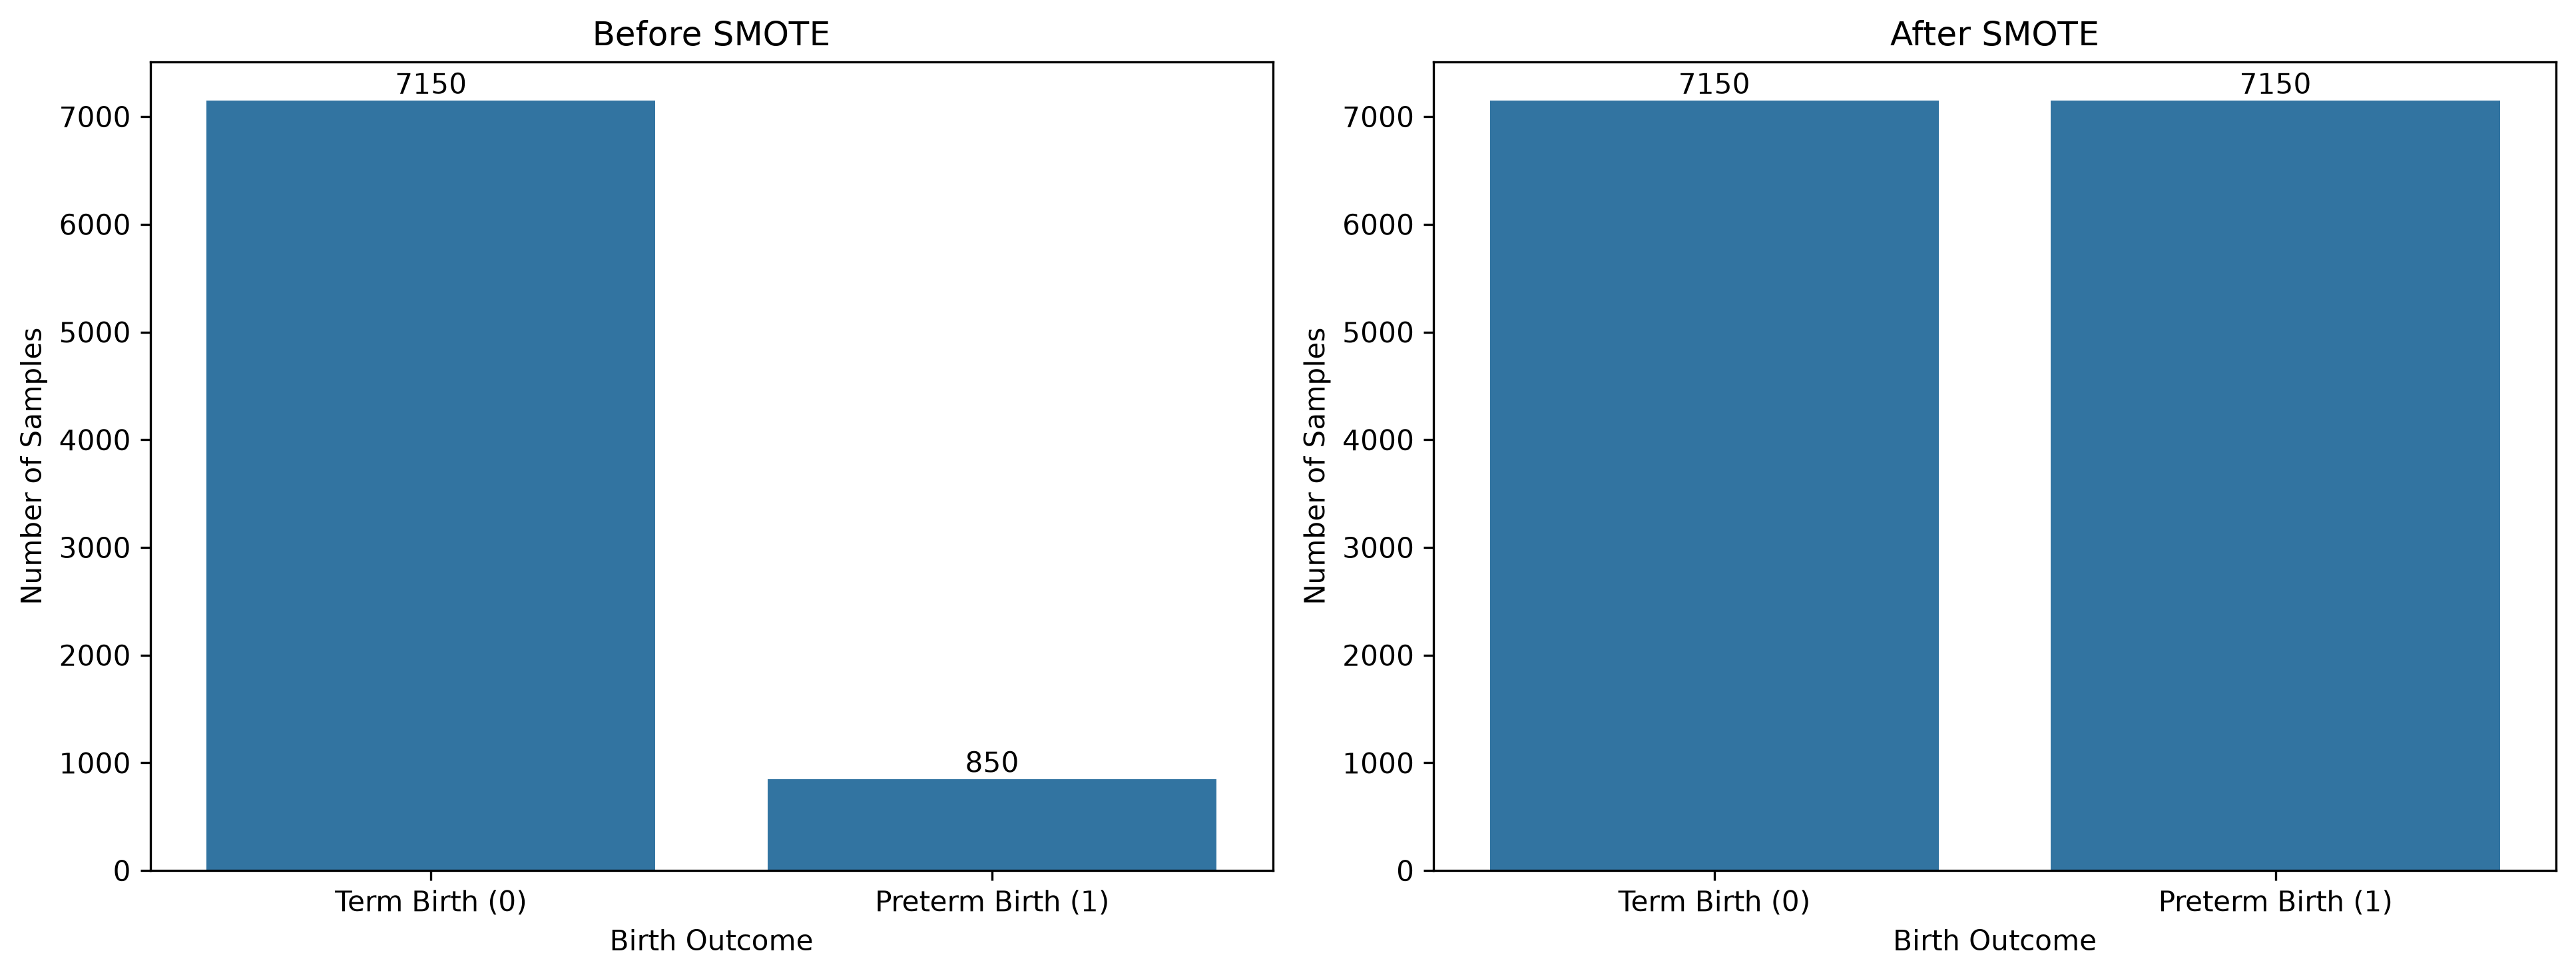 Before SMOTE
7150
850
7000
6000
5000
4000
3000
2000
1000
0
Number of Samples
Term Birth (0)
Preterm Birth (1)
Birth Outcome
After SMOTE
7150
7150
7000
6000
5000
4000
3000
2000
1000
0
Number of Samples
Term Birth (0)
Preterm Birth (1)
Birth Outcome